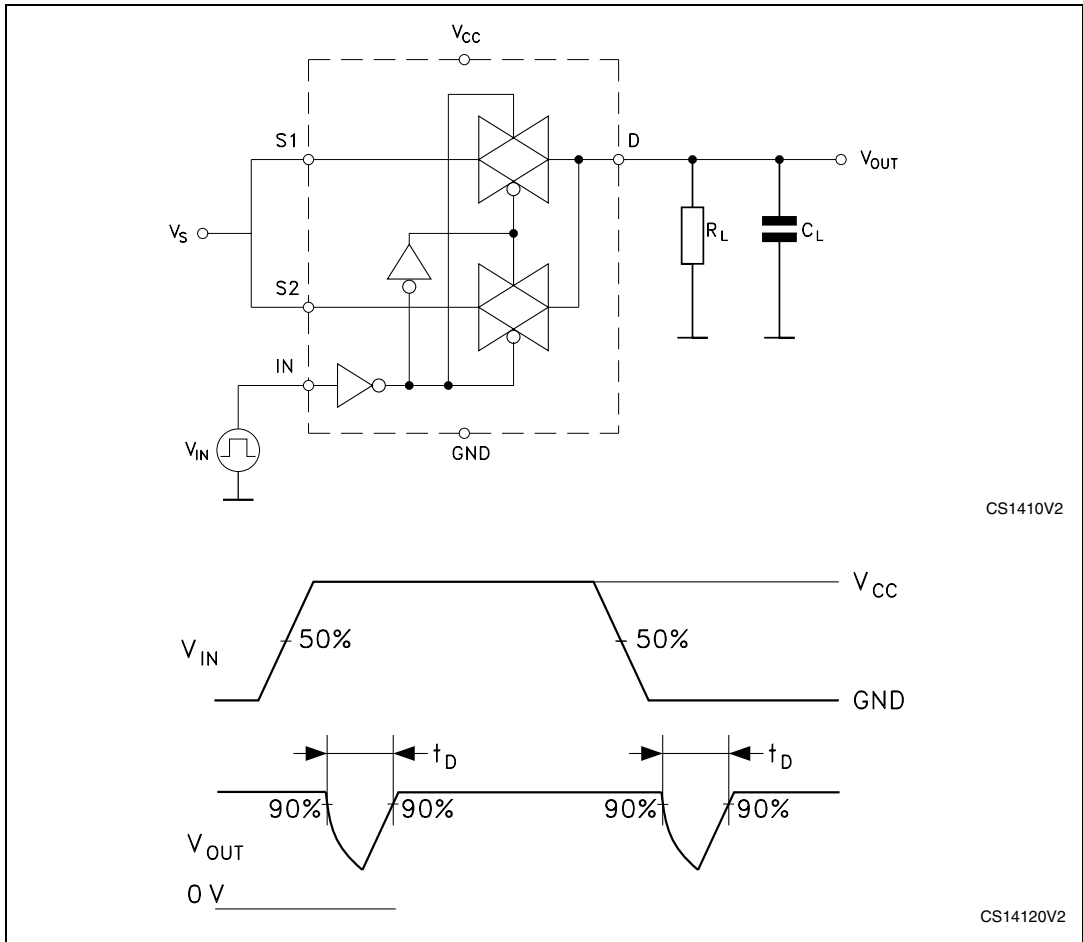 VCC
S1
D
VOUT
VS
RL
CL
S2
IN
VIN
GND
CS1410V2
VCC
50%
50%
VIN
GND
tD
tD
90%
90%
90%
90%
VOUT
0 V
CS14120V2